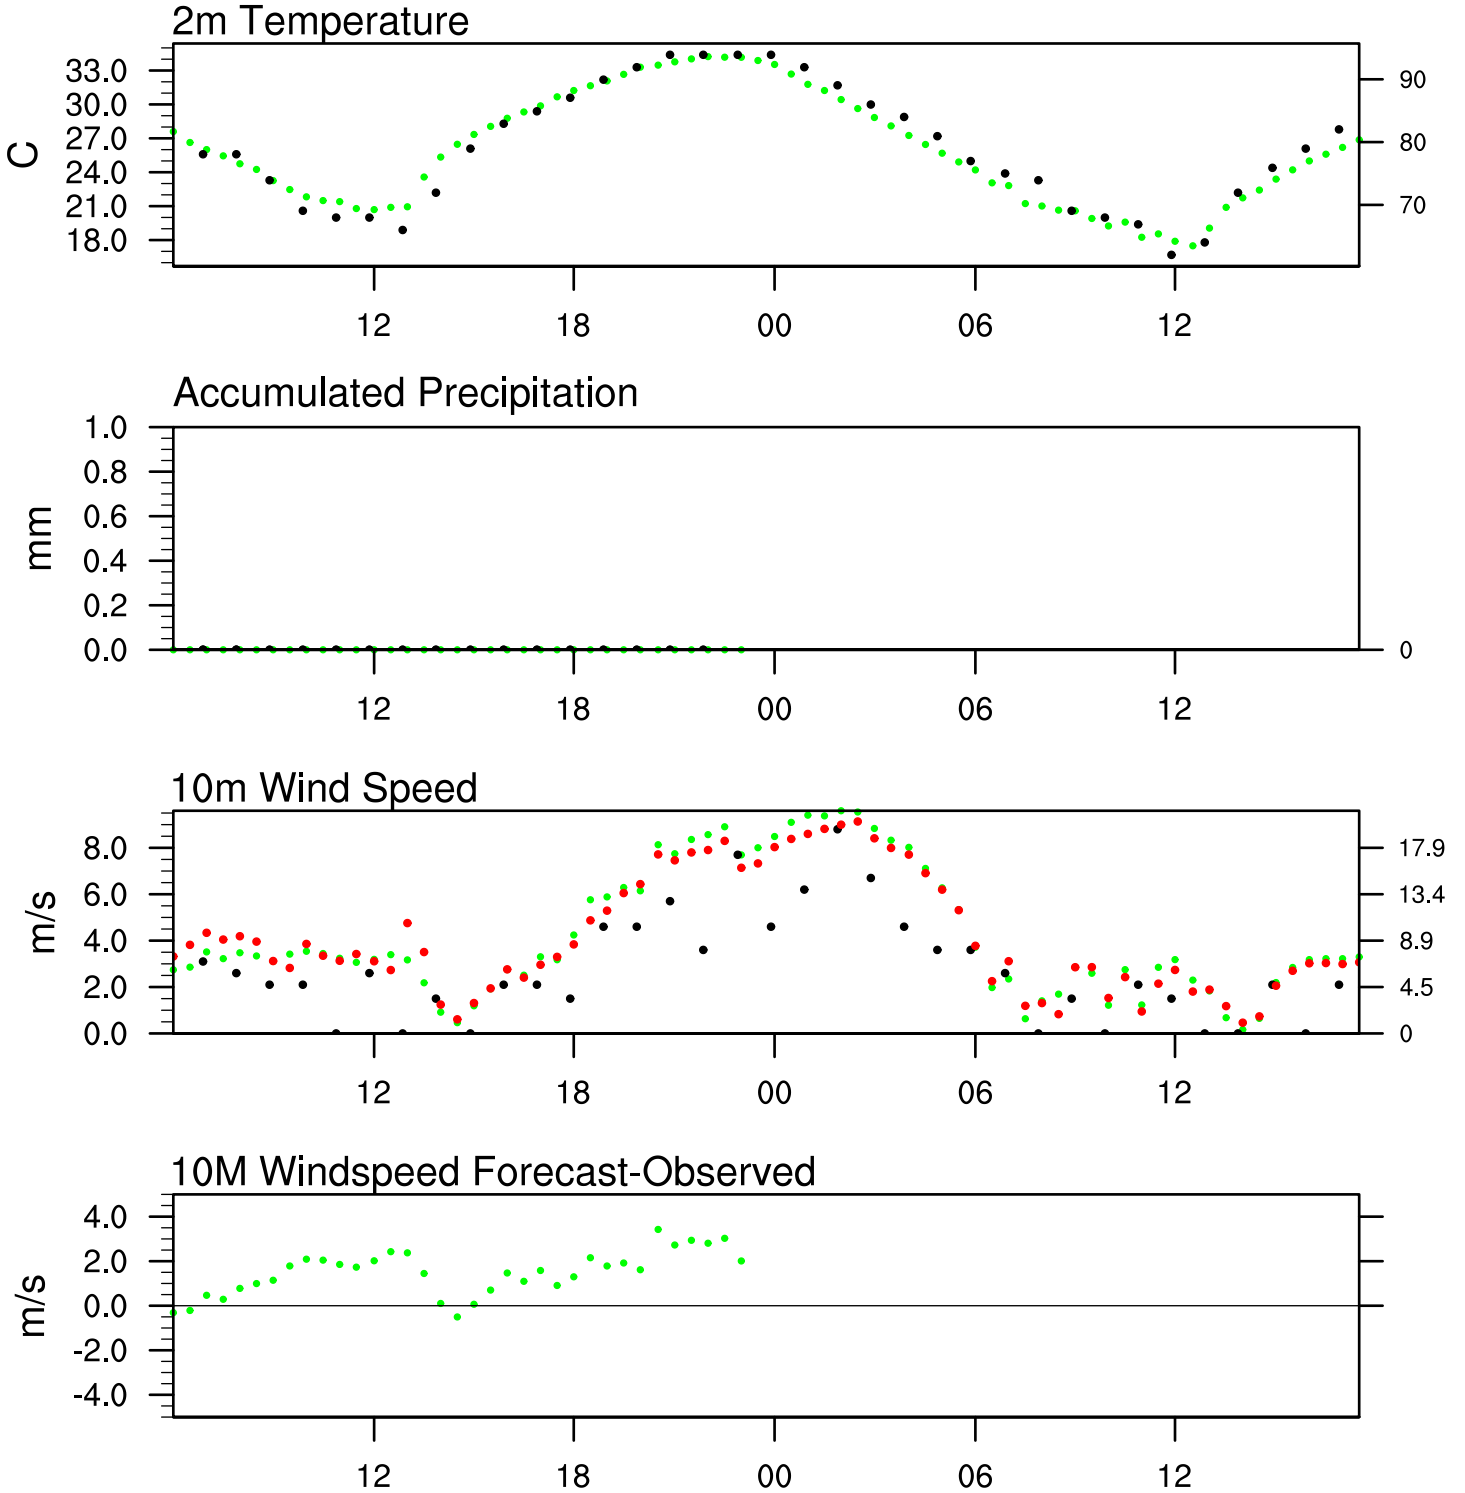 2m Temperature
33.0
30.0
27.0
24.0
21.0
18.0
C
90
80
70
12 18 00 06 12
Accumulated Precipitation
1.0
0.8
0.6
0.4
0.2
0.0
mm
0
12 18 00 06 12
10m Wind Speed
8.0
6.0
4.0
2.0
0.0
m/s
17.9
13.4
8.9
4.5
0
12 18 00 06 12
10M Windspeed Forecast-Observed
4.0
2.0
0.0
-2.0
-4.0
m/s
12 18 00 06 12